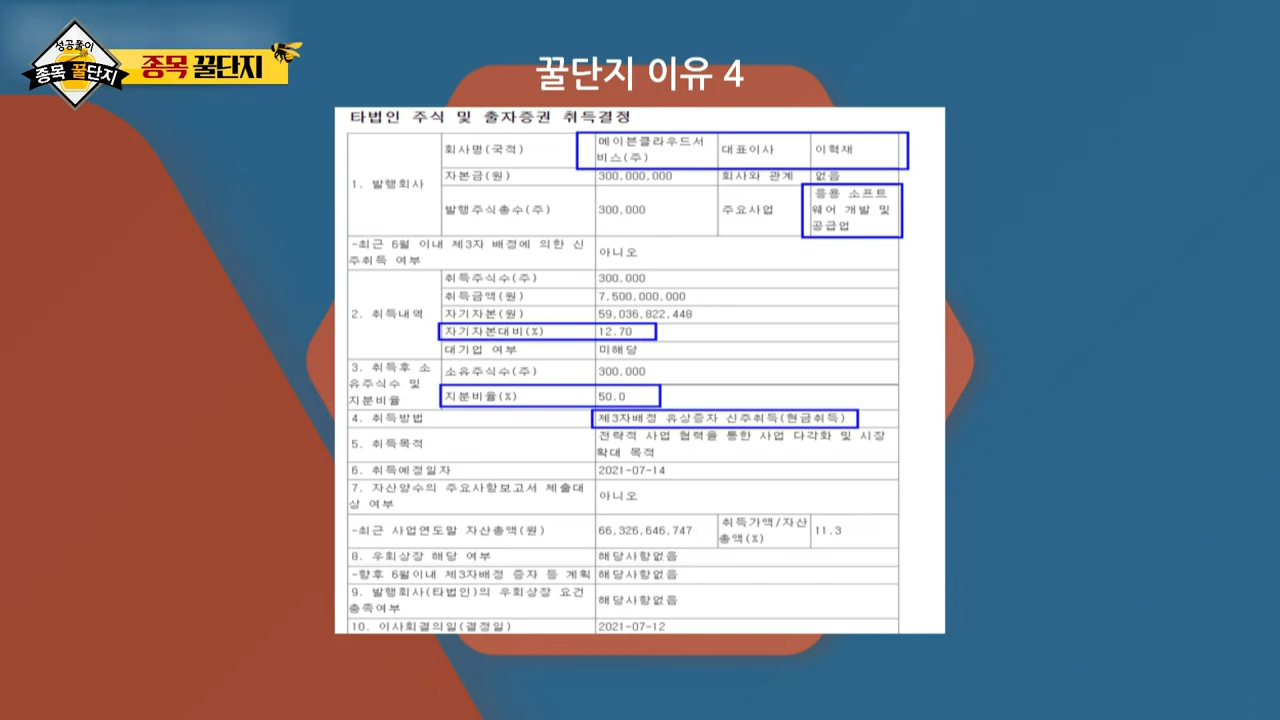 성공풀이
종목 꿀단지
종목 꿀단지
꿀단지 이유 4
타법인 주식 및 출자증권 취득결정
1. 발행회사
회사명(국적)
메이븐클라우드서
비스(주)
대표이사
이혁재
자본금(원)
300,000,000
회사와 관계
없음
발행주식총수(주)
300,000
주요사업
응용 소프트
웨어 개발 및
공급업
-최근 6월 이내 제3자 배정에 의한 신
주취득 여부
아니오
2. 취득내역
취득주식수(주)
300,000
취득금액(원)
7,500,000,000
자기자본(원)
59,036,822,448
자기자본대비(%)
12.70
대기업 여부
미해당
3. 취득후 소
유주식수 및
지분비율
소유주식수(주)
300,000
지분비율(%)
50.0
4. 취득방법
제3자배정 유상증자 신주취득(현금취득)
5. 취득목적
전략적 사업 협력을 통한 사업 다각화 및 시장
확대 목적
6. 취득예정일자
2021-07-14
7. 자산양수의 주요사항보고서 제출대
상 여부
아니오
-최근 사업연도말 자산총액(원)
66,326,646,747
취득가액/자산
총액(%)
11.3
8. 우회상장 해당 여부
해당사항없음
-향후 6월이내 제3자배정 증자 등 계획
해당사항없음
9. 발행회사(타법인)의 우회상장 요건
충족여부
해당사항없음
10. 이사회결의일(결정일)
2021-07-12